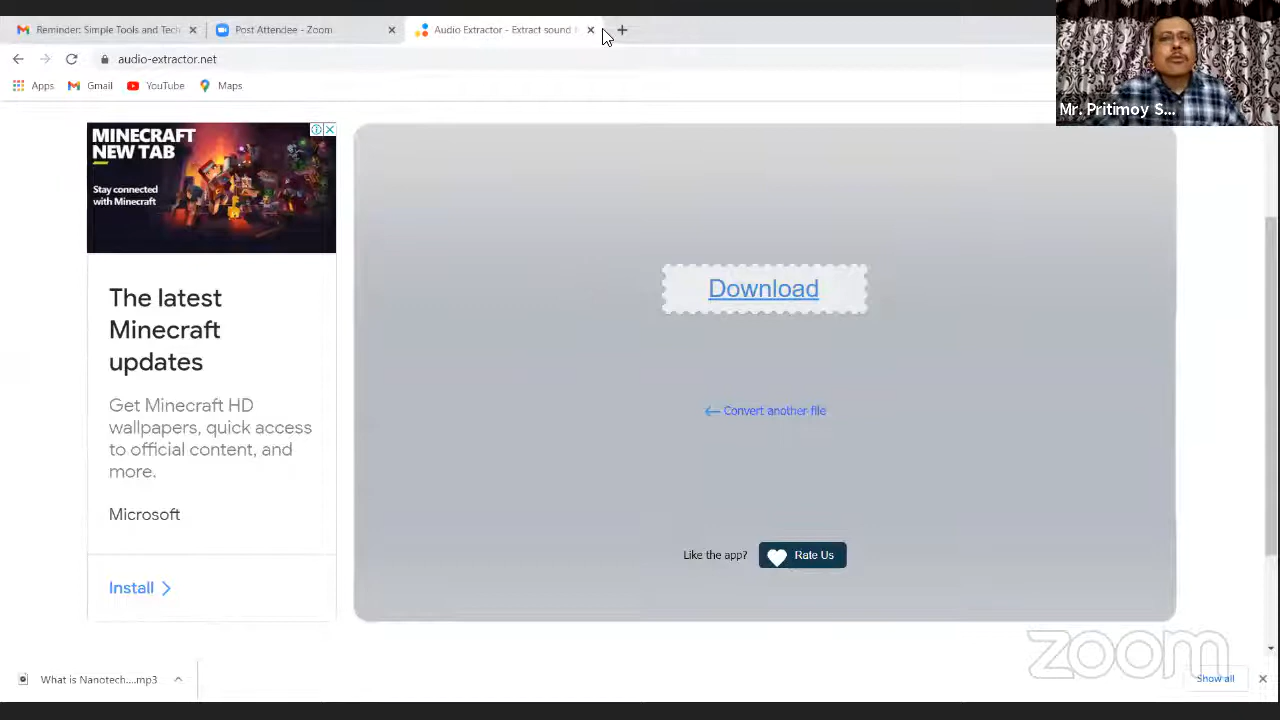 Reminder: Simple Tools and Tech
Post Attendee - Zoom
Audio Extractor - Extract sound
audio-extractor.net
Apps
Gmail
YouTube
Maps
Mr. Pritimoy S...
MINECRAFT
NEW TAB
Stay connected
with Minecraft
The latest
Minecraft
updates
Get Minecraft HD
wallpapers, quick access
to official content, and
more.
Microsoft
Install
Download
Convert another file
Like the app?
Rate Us
zoom
What is Nanotech....mp3
Show all